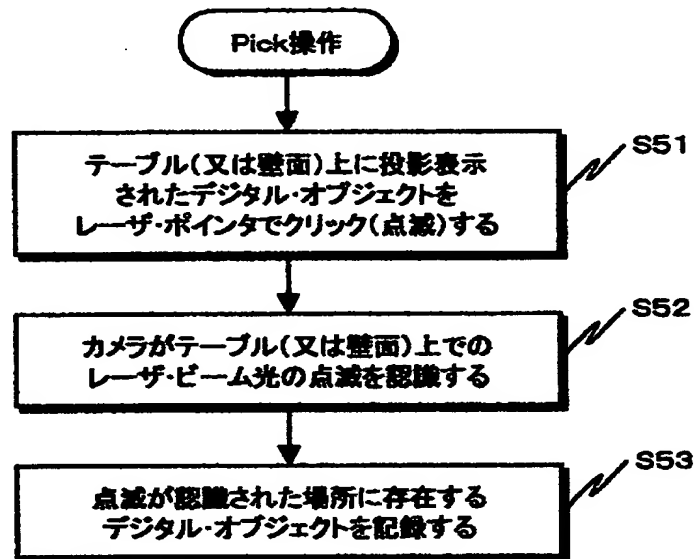 Pick操作
テーブル(又は壁面)上に投影表示
されたデジタル・オブジェクトを
レーザ・ポインタでクリック(点滅)する
S51
カメラがテーブル(又は壁面)上での
レーザ・ビーム光の点滅を認識する
S52
点滅が認識された場所に存在する
デジタル・オブジェクトを記録する
S53